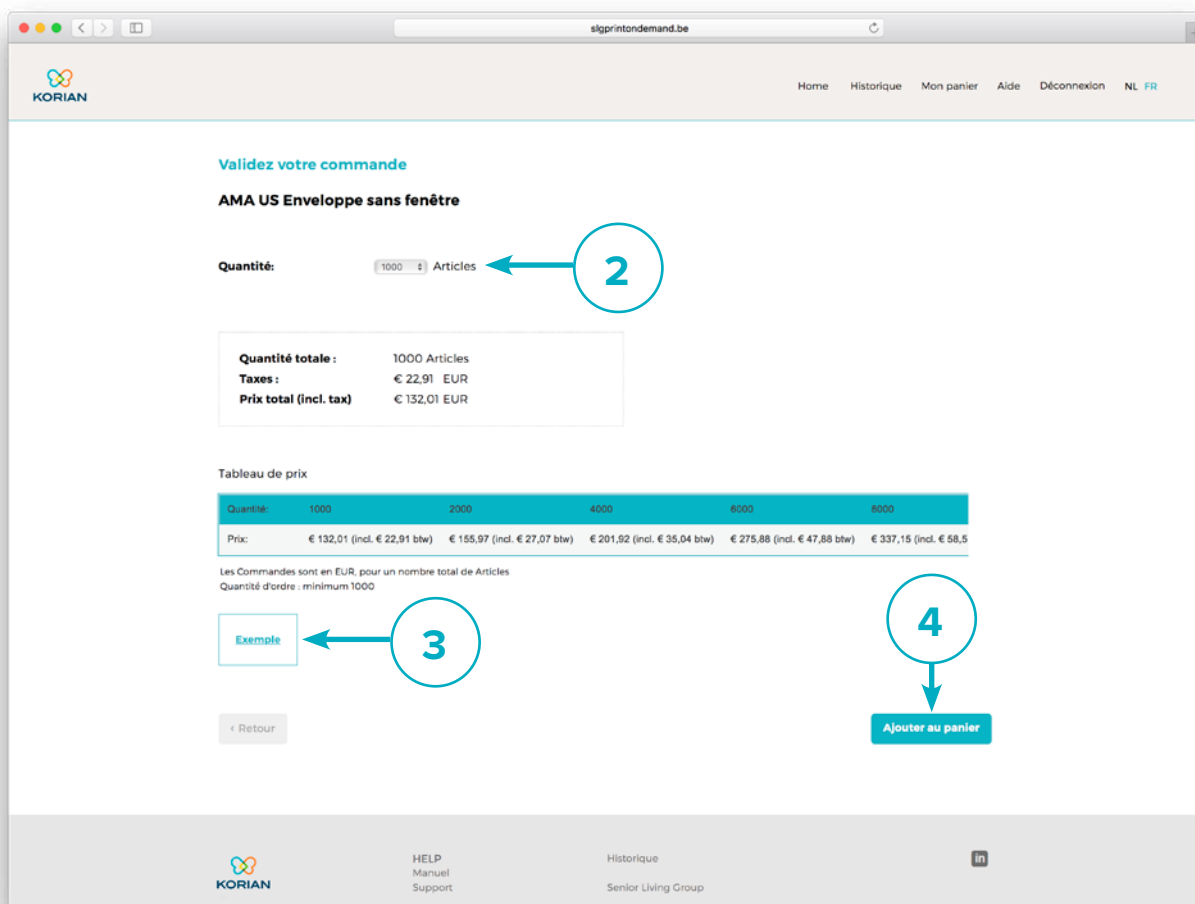 slgprintondemand.be
KORIAN
Home Historique Mon panier Aide Déconnexion NL FR
Validez votre commande
AMA US Enveloppe sans fenêtre
Quantité: 1000 Articles
2
Quantité totale : 1000 Articles
Taxes : € 22,91 EUR
Prix total (incl. tax) € 132,01 EUR
Tableau de prix
Quantité: 1000 2000 4000 6000 8000
Prix: € 132,01 (incl. € 22,91 btw) € 155,97 (incl. € 27,07 btw) € 201,92 (incl. € 35,04 btw) € 275,88 (incl. € 47,88 btw) € 337,15 (incl. € 58,5
Les Commandes sont en EUR, pour un nombre total de Articles
Quantité d'ordre : minimum 1000
Exemple
3
4
‹ Retour
Ajouter au panier
KORIAN
HELP
Manuel
Support
Historique
Senior Living Group
in